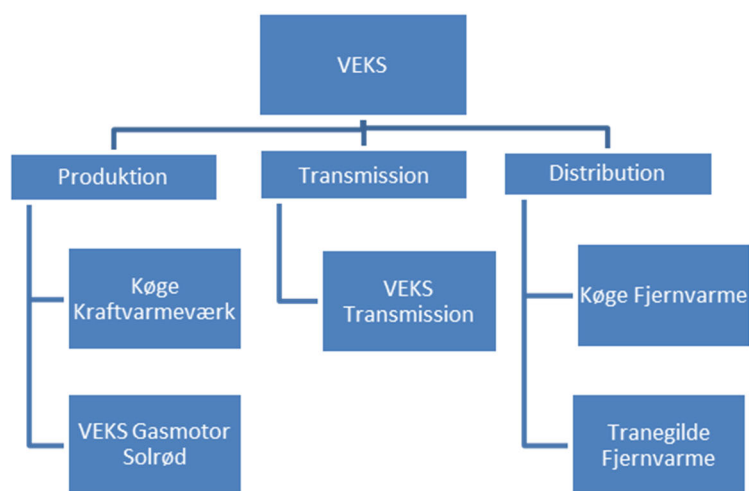 VEKS
Produktion
Transmission
Distribution
Køge
Kraftvarmeværk
VEKS
Transmission
Køge Fjernvarme
VEKS Gasmotor
Solrød
Tranegilde
Fjernvarme